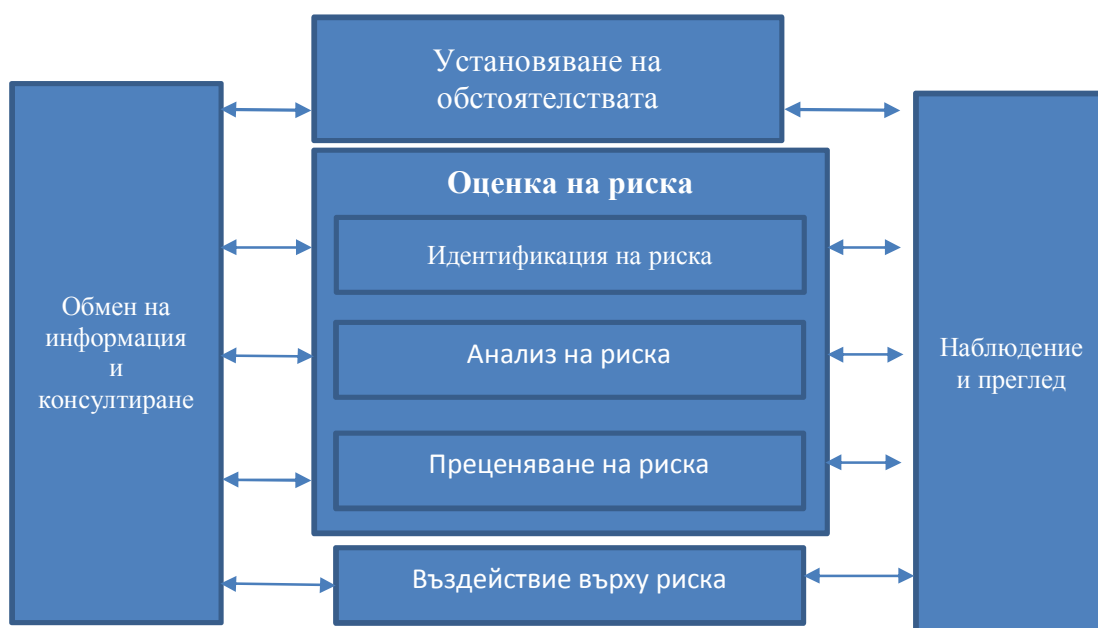 Установяване на
обстоятелствата
Оценка на риска
Идентификация на риска
Анализ на риска
Преценяване на риска
Въздействие върху риска
Обмен на
информация
и
консултиране
Наблюдение
и преглед